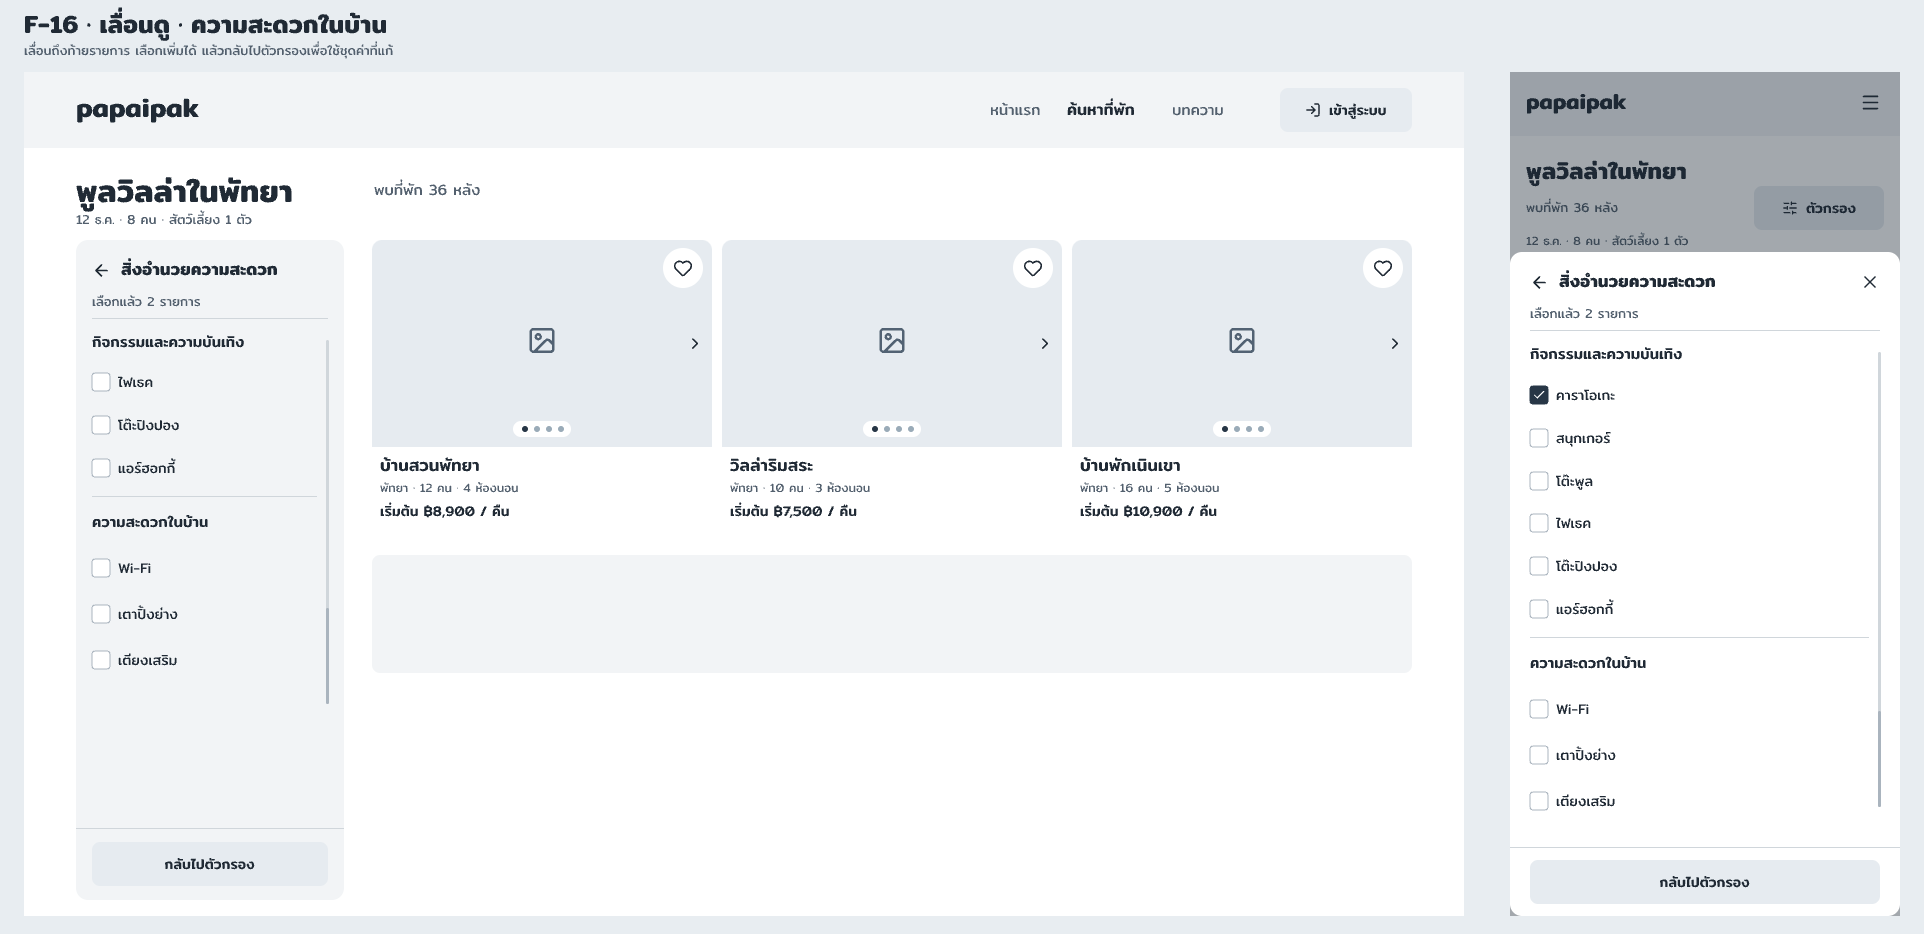 F-16 · เลื่อนดู · ความสะดวกในบ้าน
เลื่อนถึงท้ายรายการ เลือกเพิ่มได้ แล้วกลับไปตัวกรองเพื่อใช้ชุดค่าที่แก้
papaipak
หน้าแรก ค้นหาที่พัก บทความ เข้าสู่ระบบ
พูลวิลล่าในพัทยา
12 ธ.ค. · 8 คน · สัตว์เลี้ยง 1 ตัว
พบที่พัก 36 หลัง
สิ่งอำนวยความสะดวก
เลือกแล้ว 2 รายการ
กิจกรรมและความบันเทิง
ไฟเธค
โต๊ะปิงปอง
แอร์ฮอกกี้
ความสะดวกในบ้าน
Wi-Fi
เตาปิ้งย่าง
เตียงเสริม
กลับไปตัวกรอง
บ้านสวนพัทยา
พัทยา · 12 คน · 4 ห้องนอน
เริ่มต้น ฿8,900 / คืน
วิลล่าริมสระ
พัทยา · 10 คน · 3 ห้องนอน
เริ่มต้น ฿7,500 / คืน
บ้านพักเนินเขา
พัทยา · 16 คน · 5 ห้องนอน
เริ่มต้น ฿10,900 / คืน
papaipak
พูลวิลล่าในพัทยา
พบที่พัก 36 หลัง
ตัวกรอง
12 ธ.ค. · 8 คน · สัตว์เลี้ยง 1 ตัว
สิ่งอำนวยความสะดวก
เลือกแล้ว 2 รายการ
กิจกรรมและความบันเทิง
คาราโอเกะ
สนุกเกอร์
โต๊ะพูล
ไฟเธค
โต๊ะปิงปอง
แอร์ฮอกกี้
ความสะดวกในบ้าน
Wi-Fi
เตาปิ้งย่าง
เตียงเสริม
กลับไปตัวกรอง